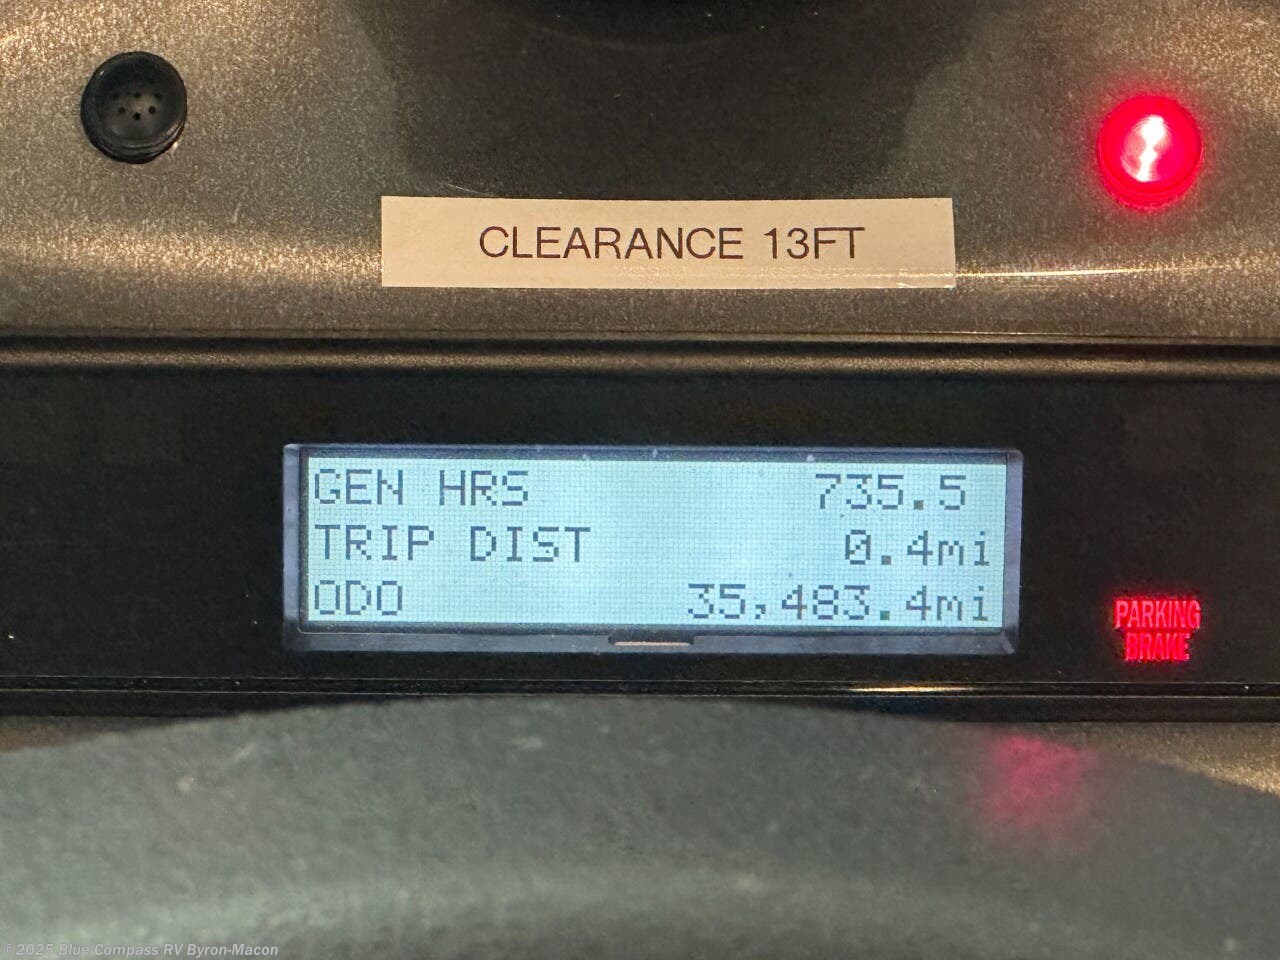 CLEARANCE 13FT
GEN HRS 735.5
TRIP DIST 0.4mi
ODO 35,483.4mi
PARKING
BRAKE
©2025 Blue Compass RV Byron-Macon